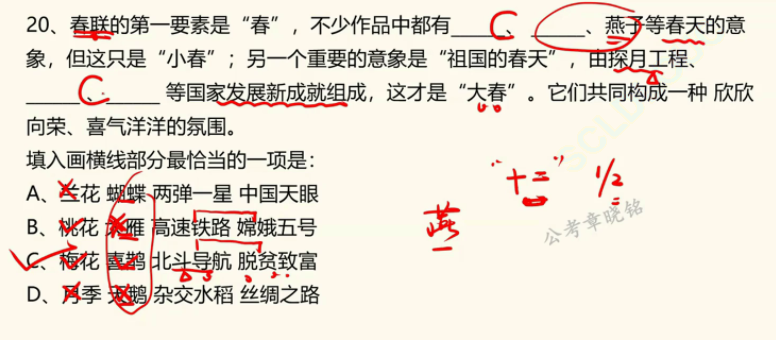 20、春联的第一要素是“春”，不少作品中都有_____、_____、燕子等春天的意
象，但这只是“小春”；另一个重要的意象是“祖国的春天”，由探月工程、
_____、_____ 等国家发展新成就组成，这才是“大春”。它们共同构成一种 欣欣
向荣、喜气洋洋的氛围。
填入画横线部分最恰当的一项是：
A、兰花 蝴蝶 两弹一星 中国天眼
B、桃花 大雁 高速铁路 嫦娥五号
C、梅花 喜鹊 北斗导航 脱贫致富
D、月季 天鹅 杂交水稻 丝绸之路
C
C
“十二” 1/2
燕
公考章晓铭